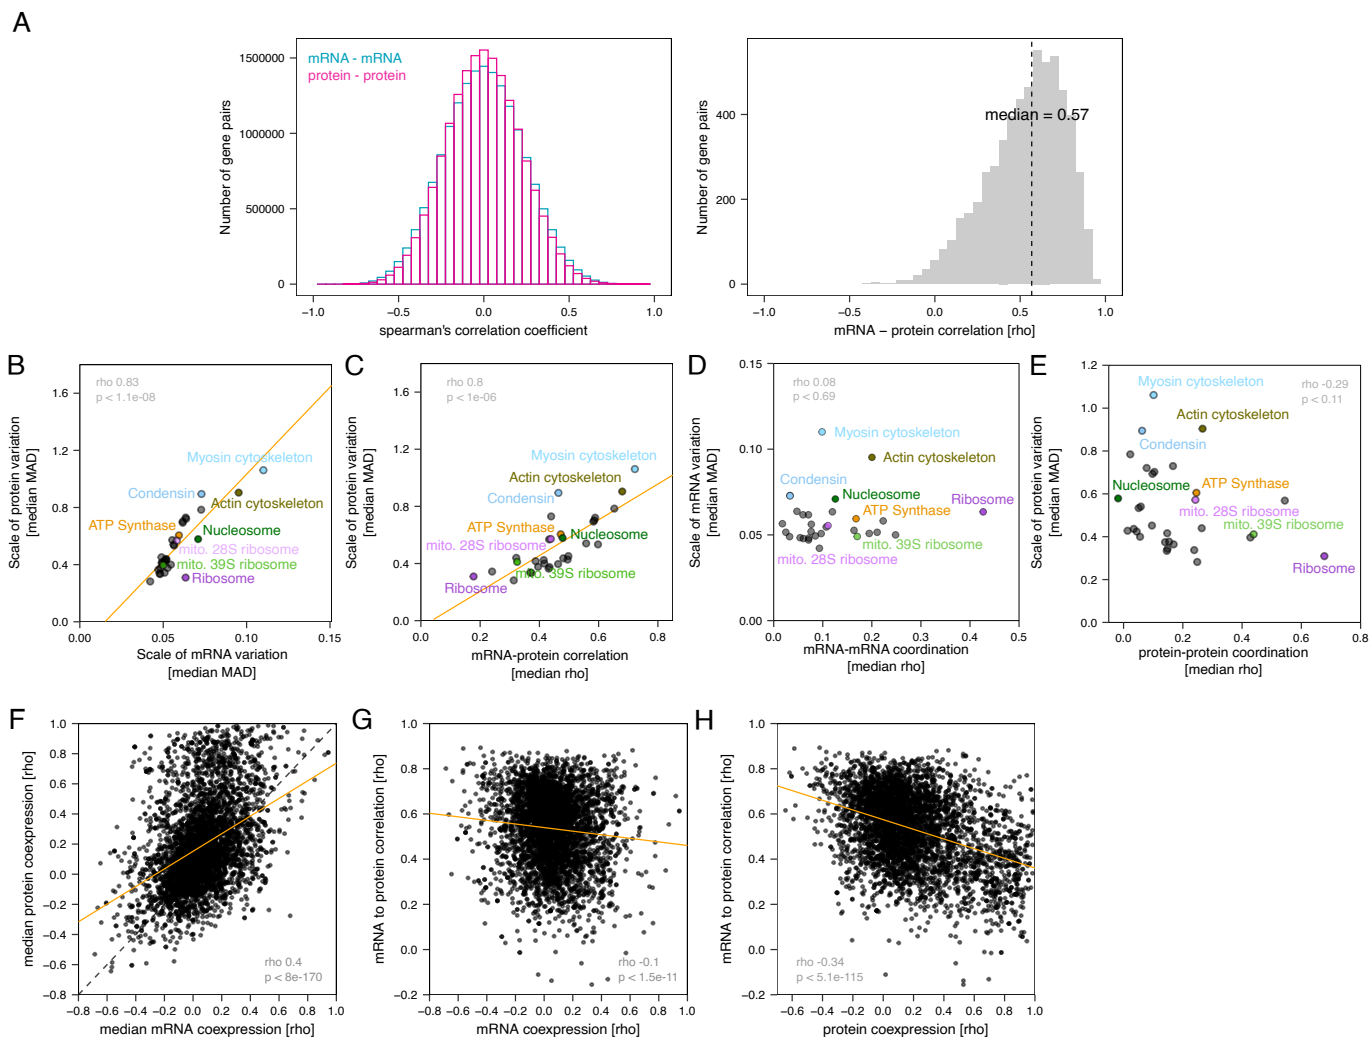 A
mRNA - mRNA
protein - protein
Number of gene pairs
1500000
1000000
500000
0
−1.0
−0.5
0.0
0.5
1.0
spearman's correlation coefficient
median = 0.57
Number of gene pairs
400
200
0
−1.0
−0.5
0.0
0.5
1.0
mRNA − protein correlation [rho]
B
rho 0.83
p < 1.1e-08
Scale of protein variation
[median MAD]
1.6
1.2
0.8
0.4
0.0
Myosin cytoskeleton
Condensin
Actin cytoskeleton
ATP Synthase
Nucleosome
mito. 28S ribosome
mito. 39S ribosome
Ribosome
0.00
0.05
0.10
0.15
Scale of mRNA variation
[median MAD]
C
rho 0.8
p < 1e-06
Scale of protein variation
[median MAD]
1.6
1.2
0.8
0.4
0.0
Myosin cytoskeleton
Actin cytoskeleton
Condensin
ATP Synthase
Nucleosome
mito. 28S ribosome
mito. 39S ribosome
Ribosome
0.0
0.2
0.4
0.6
0.8
mRNA-protein correlation
[median rho]
D
rho 0.08
p < 0.69
Scale of mRNA variation
[median MAD]
0.15
0.10
0.05
0.00
Myosin cytoskeleton
Actin cytoskeleton
Condensin
Nucleosome
Ribosome
ATP Synthase
mito. 39S ribosome
mito. 28S ribosome
0.0
0.1
0.2
0.3
0.4
0.5
mRNA-mRNA coordination
[median rho]
E
rho -0.29
p < 0.11
Scale of protein variation
[median MAD]
1.2
1.0
0.8
0.6
0.4
0.2
0.0
Myosin cytoskeleton
Actin cytoskeleton
Condensin
Nucleosome
ATP Synthase
mito. 28S ribosome
mito. 39S ribosome
Ribosome
0.0
0.2
0.4
0.6
0.8
protein-protein coordination
[median rho]
F
median protein coexpression [rho]
1.0
0.8
0.6
0.4
0.2
0.0
−0.2
−0.4
−0.6
−0.8
rho 0.4
p < 8e-170
−0.8 −0.6 −0.4 −0.2 0.0 0.2 0.4 0.6 0.8 1.0
median mRNA coexpression [rho]
G
mRNA to protein correlation [rho]
1.0
0.8
0.6
0.4
0.2
0.0
−0.2
rho -0.1
p < 1.5e-11
−0.8 −0.6 −0.4 −0.2 0.0 0.2 0.4 0.6 0.8 1.0
mRNA coexpression [rho]
H
mRNA to protein correlation [rho]
1.0
0.8
0.6
0.4
0.2
0.0
−0.2
rho -0.34
p < 5.1e-115
−0.6 −0.4 −0.2 0.0 0.2 0.4 0.6 0.8 1.0
protein coexpression [rho]